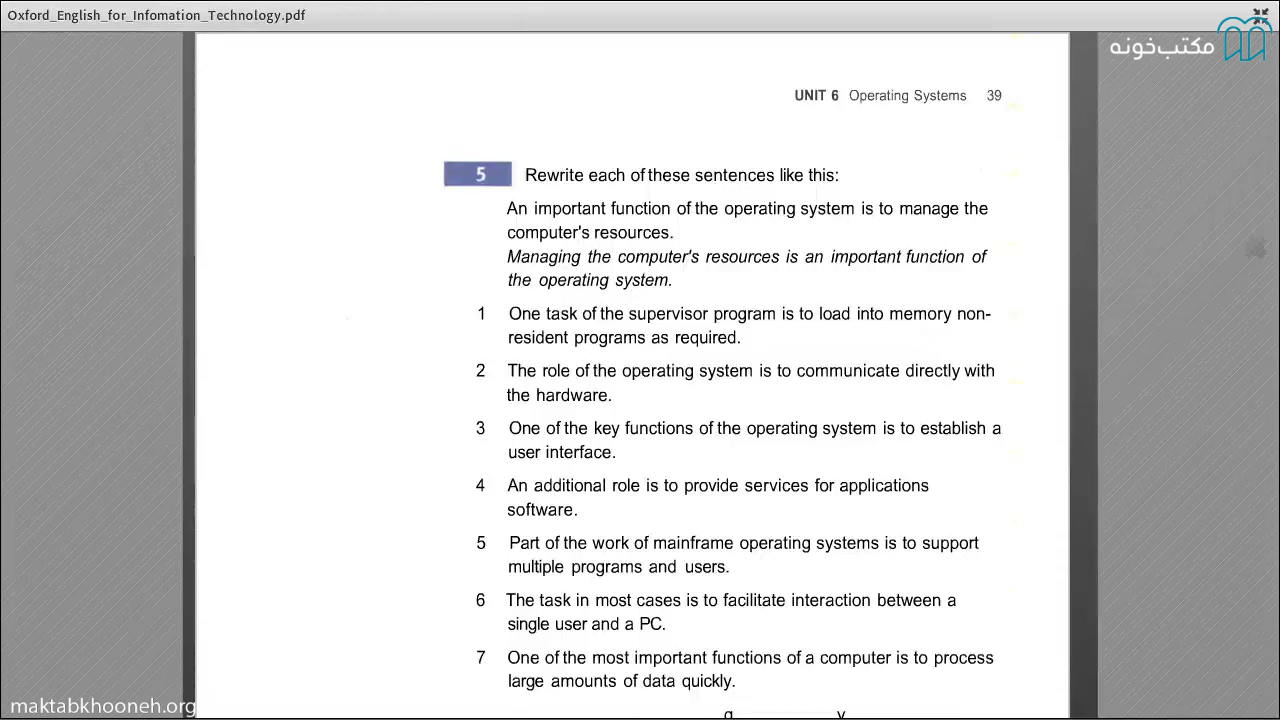 Oxford_English_for_Infomation_Technology.pdf
مکتب‌خونه
UNIT 6 Operating Systems 39
5 Rewrite each of these sentences like this:
An important function of the operating system is to manage the
computer's resources.
Managing the computer's resources is an important function of
the operating system.
1 One task of the supervisor program is to load into memory non-
resident programs as required.
2 The role of the operating system is to communicate directly with
the hardware.
3 One of the key functions of the operating system is to establish a
user interface.
4 An additional role is to provide services for applications
software.
5 Part of the work of mainframe operating systems is to support
multiple programs and users.
6 The task in most cases is to facilitate interaction between a
single user and a PC.
7 One of the most important functions of a computer is to process
large amounts of data quickly.
maktabkhooneh.org